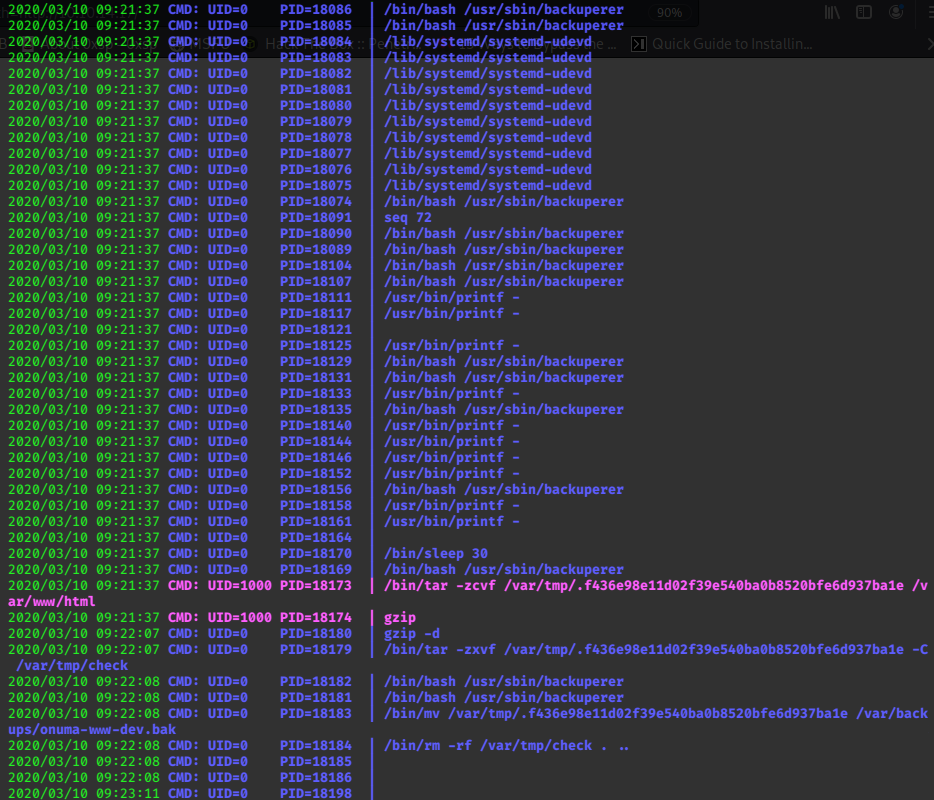 2020/03/10 09:21:37 CMD: UID=0 PID=18086 | /bin/bash /usr/sbin/backuperer
90%
2020/03/10 09:21:37 CMD: UID=0 PID=18085 | /bin/bash /usr/sbin/backuperer
2020/03/10 09:21:37 CMD: UID=0 PID=18084 | /lib/systemd/systemd-udevd
Quick Guide to Installin...
2020/03/10 09:21:37 CMD: UID=0 PID=18083 | /lib/systemd/systemd-udevd
2020/03/10 09:21:37 CMD: UID=0 PID=18082 | /lib/systemd/systemd-udevd
2020/03/10 09:21:37 CMD: UID=0 PID=18081 | /lib/systemd/systemd-udevd
2020/03/10 09:21:37 CMD: UID=0 PID=18080 | /lib/systemd/systemd-udevd
2020/03/10 09:21:37 CMD: UID=0 PID=18079 | /lib/systemd/systemd-udevd
2020/03/10 09:21:37 CMD: UID=0 PID=18078 | /lib/systemd/systemd-udevd
2020/03/10 09:21:37 CMD: UID=0 PID=18077 | /lib/systemd/systemd-udevd
2020/03/10 09:21:37 CMD: UID=0 PID=18076 | /lib/systemd/systemd-udevd
2020/03/10 09:21:37 CMD: UID=0 PID=18075 | /lib/systemd/systemd-udevd
2020/03/10 09:21:37 CMD: UID=0 PID=18074 | /bin/bash /usr/sbin/backuperer
2020/03/10 09:21:37 CMD: UID=0 PID=18091 | seq 72
2020/03/10 09:21:37 CMD: UID=0 PID=18090 | /bin/bash /usr/sbin/backuperer
2020/03/10 09:21:37 CMD: UID=0 PID=18089 | /bin/bash /usr/sbin/backuperer
2020/03/10 09:21:37 CMD: UID=0 PID=18104 | /bin/bash /usr/sbin/backuperer
2020/03/10 09:21:37 CMD: UID=0 PID=18107 | /bin/bash /usr/sbin/backuperer
2020/03/10 09:21:37 CMD: UID=0 PID=18111 | /usr/bin/printf -
2020/03/10 09:21:37 CMD: UID=0 PID=18117 | /usr/bin/printf -
2020/03/10 09:21:37 CMD: UID=0 PID=18121 |
2020/03/10 09:21:37 CMD: UID=0 PID=18125 | /usr/bin/printf -
2020/03/10 09:21:37 CMD: UID=0 PID=18129 | /bin/bash /usr/sbin/backuperer
2020/03/10 09:21:37 CMD: UID=0 PID=18131 | /bin/bash /usr/sbin/backuperer
2020/03/10 09:21:37 CMD: UID=0 PID=18133 | /usr/bin/printf -
2020/03/10 09:21:37 CMD: UID=0 PID=18135 | /bin/bash /usr/sbin/backuperer
2020/03/10 09:21:37 CMD: UID=0 PID=18140 | /usr/bin/printf -
2020/03/10 09:21:37 CMD: UID=0 PID=18144 | /usr/bin/printf -
2020/03/10 09:21:37 CMD: UID=0 PID=18146 | /usr/bin/printf -
2020/03/10 09:21:37 CMD: UID=0 PID=18152 | /usr/bin/printf -
2020/03/10 09:21:37 CMD: UID=0 PID=18156 | /bin/bash /usr/sbin/backuperer
2020/03/10 09:21:37 CMD: UID=0 PID=18158 | /usr/bin/printf -
2020/03/10 09:21:37 CMD: UID=0 PID=18161 | /usr/bin/printf -
2020/03/10 09:21:37 CMD: UID=0 PID=18164 |
2020/03/10 09:21:37 CMD: UID=0 PID=18170 | /bin/sleep 30
2020/03/10 09:21:37 CMD: UID=0 PID=18169 | /bin/bash /usr/sbin/backuperer
2020/03/10 09:21:37 CMD: UID=1000 PID=18173 | /bin/tar -zcvf /var/tmp/.f436e98e11d02f39e540ba0b8520bfe6d937ba1e /v
ar/www/html
2020/03/10 09:21:37 CMD: UID=1000 PID=18174 | gzip
2020/03/10 09:22:07 CMD: UID=0 PID=18180 | gzip -d
2020/03/10 09:22:07 CMD: UID=0 PID=18179 | /bin/tar -zxvf /var/tmp/.f436e98e11d02f39e540ba0b8520bfe6d937ba1e -C
/var/tmp/check
2020/03/10 09:22:08 CMD: UID=0 PID=18182 | /bin/bash /usr/sbin/backuperer
2020/03/10 09:22:08 CMD: UID=0 PID=18181 | /bin/bash /usr/sbin/backuperer
2020/03/10 09:22:08 CMD: UID=0 PID=18183 | /bin/mv /var/tmp/.f436e98e11d02f39e540ba0b8520bfe6d937ba1e /var/back
ups/onuma-www-dev.bak
2020/03/10 09:22:08 CMD: UID=0 PID=18184 | /bin/rm -rf /var/tmp/check . ..
2020/03/10 09:22:08 CMD: UID=0 PID=18185 |
2020/03/10 09:22:08 CMD: UID=0 PID=18186 |
2020/03/10 09:23:11 CMD: UID=0 PID=18198 |